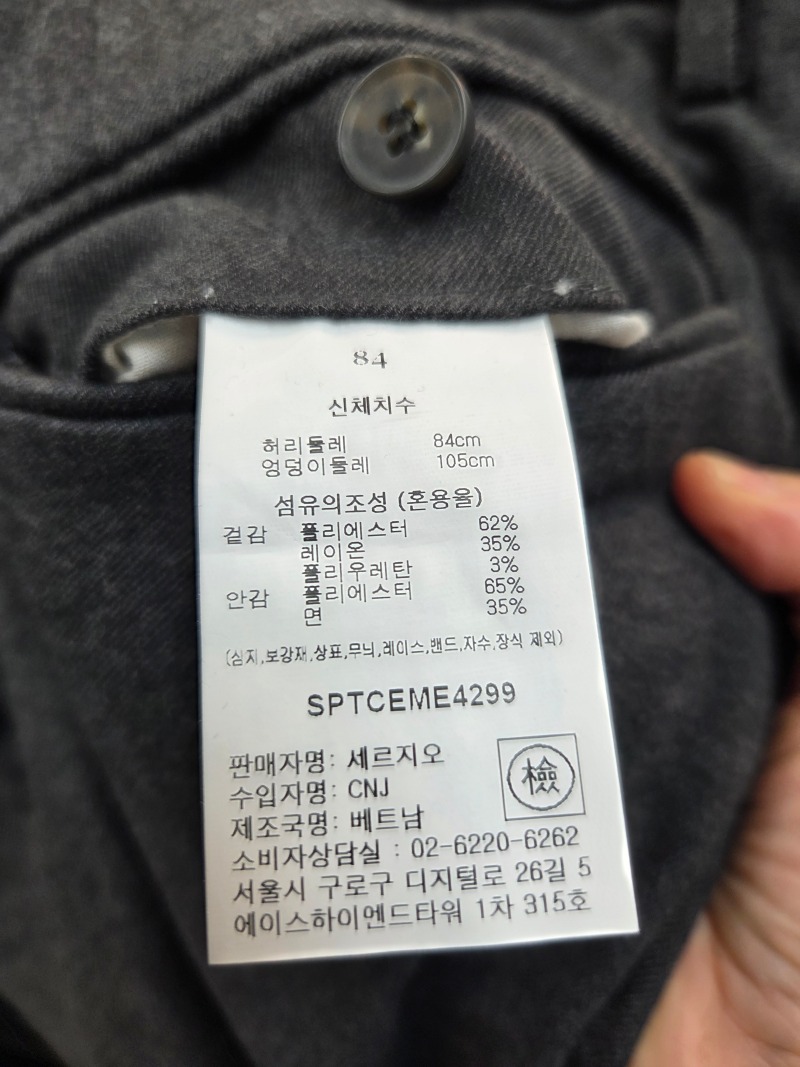 84
신체치수
허리둘레 84cm
엉덩이둘레 105cm
섬유의조성 (혼용율)
겉감 폴리에스터 62%
레이온 35%
폴리우레탄 3%
안감 폴리에스터 65%
면 35%
(심지,보강재,상표,무늬,레이스,밴드,자수,장식 제외)
SPTCEME4299
판매자명: 세르지오
檢
수입자명: CNJ
제조국명: 베트남
소비자상담실 : 02-6220-6262
서울시 구로구 디지털로 26길 5
에이스하이엔드타워 1차 315호